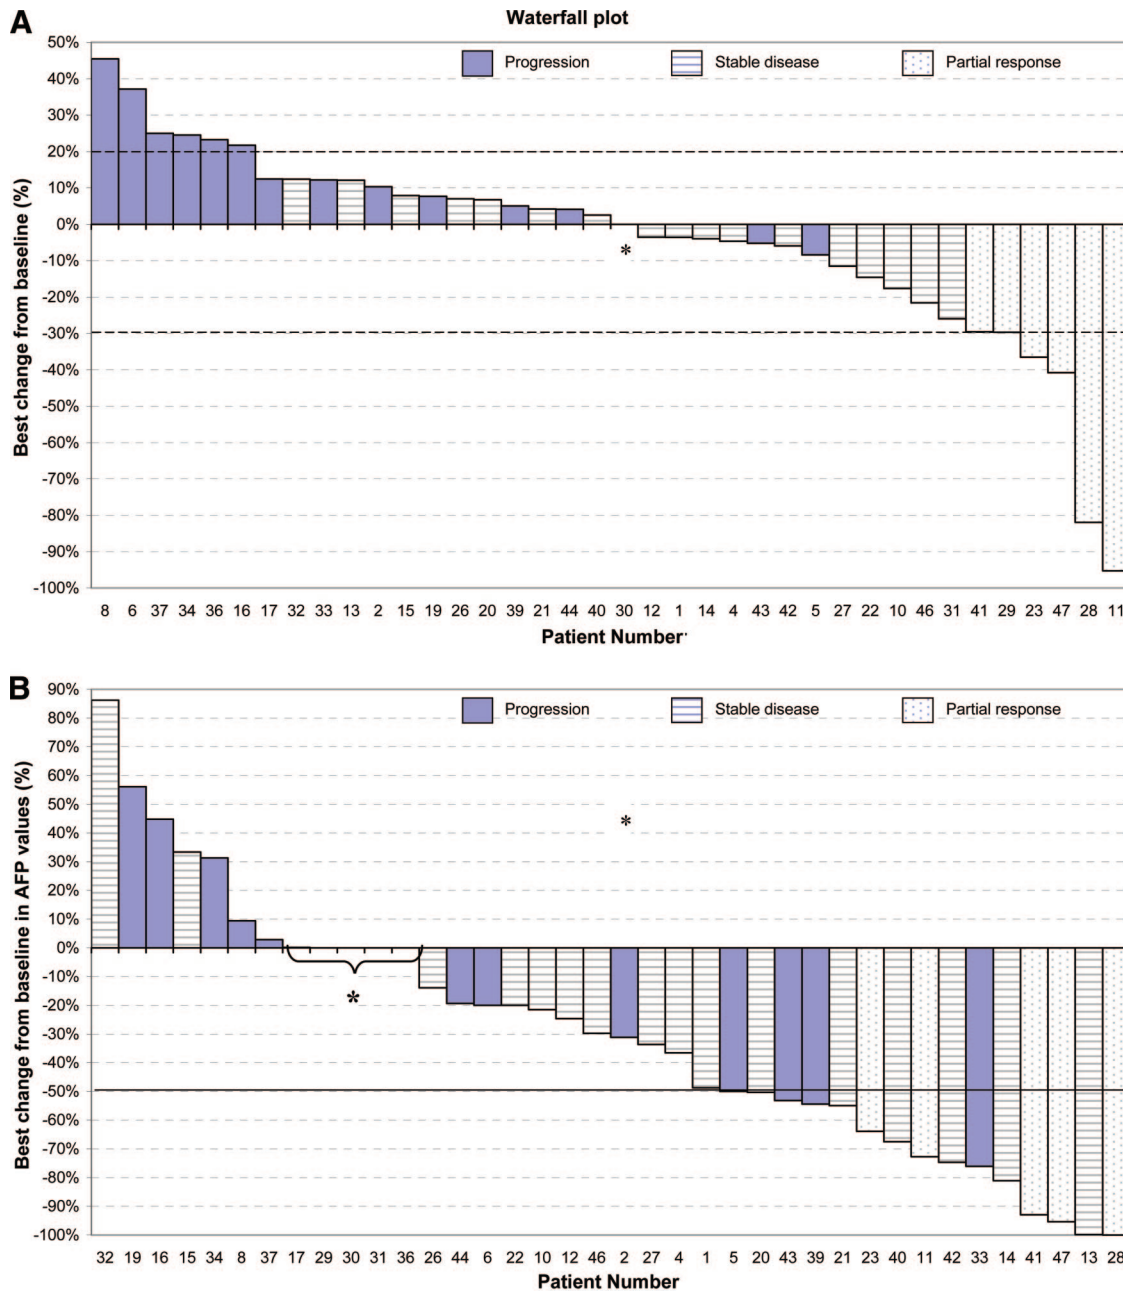 A
Waterfall plot
Progression
Stable disease
Partial response
Best change from baseline (%)
50%
40%
30%
20%
10%
0%
-10%
-20%
-30%
-40%
-50%
-60%
-70%
-80%
-90%
-100%
*
8 6 37 34 36 16 17 32 33 13 2 15 19 26 20 39 21 44 40 30 12 1 14 4 43 42 5 27 22 10 46 31 41 29 23 47 28 11
Patient Number
B
Progression
Stable disease
Partial response
Best change from baseline in AFP values (%)
90%
80%
70%
60%
50%
40%
30%
20%
10%
0%
-10%
-20%
-30%
-40%
-50%
-60%
-70%
-80%
-90%
-100%
*
*
32 19 16 15 34 8 37 17 29 30 31 36 26 44 6 22 10 12 46 2 27 4 1 5 20 43 39 21 23 40 11 42 33 14 41 47 13 28
Patient Number